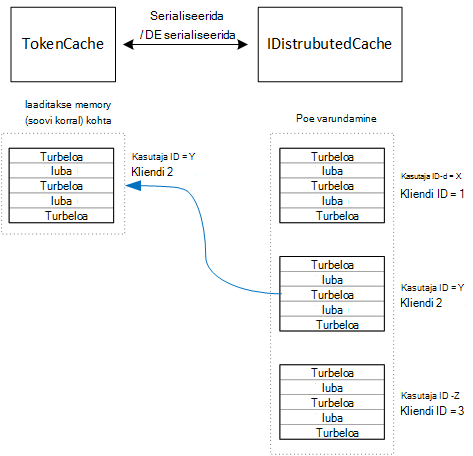 TokenCache
Serialiseerida
/DE serialiseerida
IDistrubutedCache
laaditakse memory
(soovi korral) kohta
Poe varundamine
Turbeloa
luba
Turbeloa
luba
Turbeloa
Kasutaja ID = Y
Kliendi 2
Turbeloa
luba
Turbeloa
luba
Turbeloa
Kasutaja ID-d = X
Kliendi ID = 1
Turbeloa
luba
Turbeloa
luba
Turbeloa
Kasutaja ID = Y
Kliendi 2
Turbeloa
luba
Turbeloa
luba
Turbeloa
Kasutaja ID -Z
Kliendi ID = 3